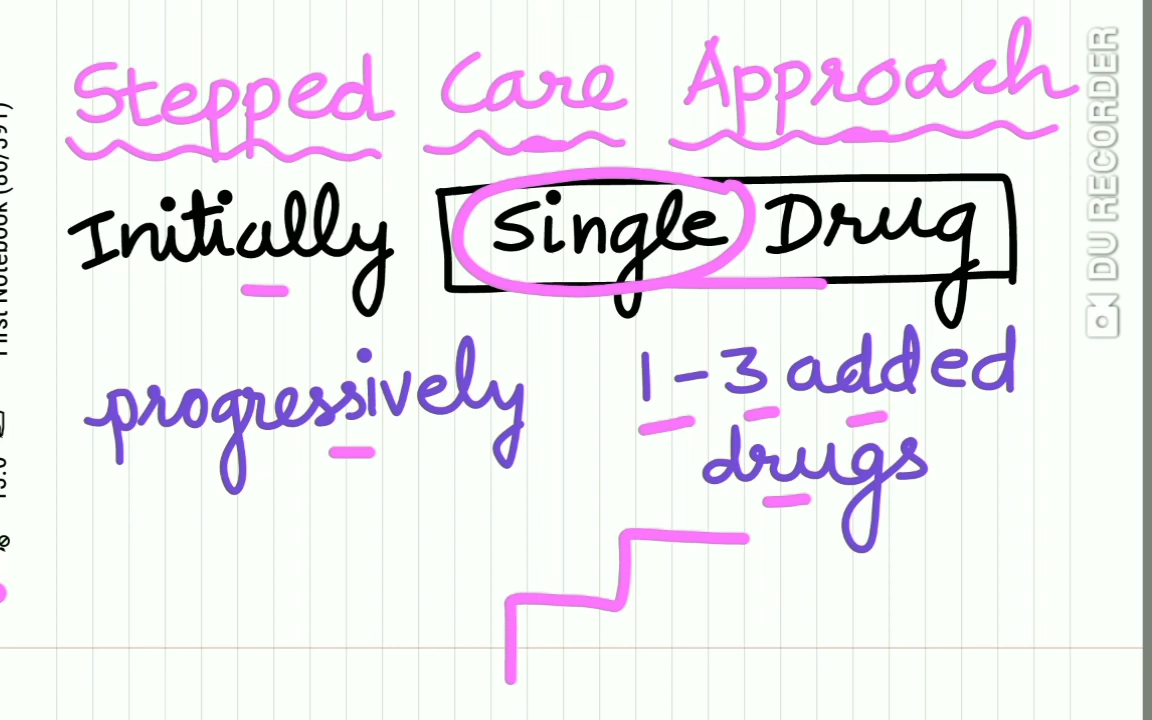 Stepped Care Approach
Initially Single Drug
progressively 1-3 added
drugs
DU RECORDER